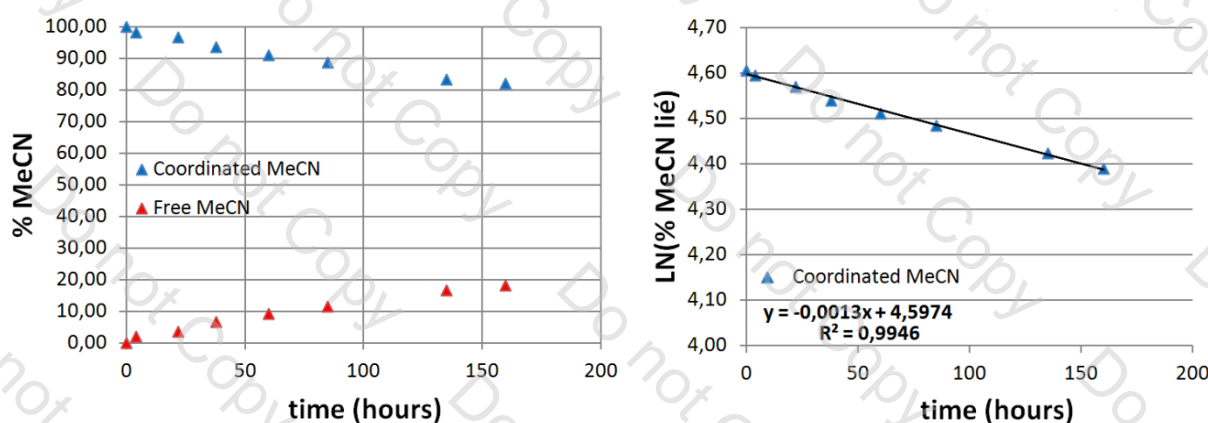 100,00
90,00
80,00
70,00
60,00
50,00
40,00
30,00
20,00
10,00
0,00
% MeCN
Coordinated MeCN
Free MeCN
0
50
100
150
200
time (hours)
4,70
4,60
4,50
4,40
4,30
4,20
4,10
4,00
LN(% MeCN lié)
Coordinated MeCN
y = -0,0013x + 4,5974
R² = 0,9946
0
50
100
150
200
time (hours)
Do not Copy